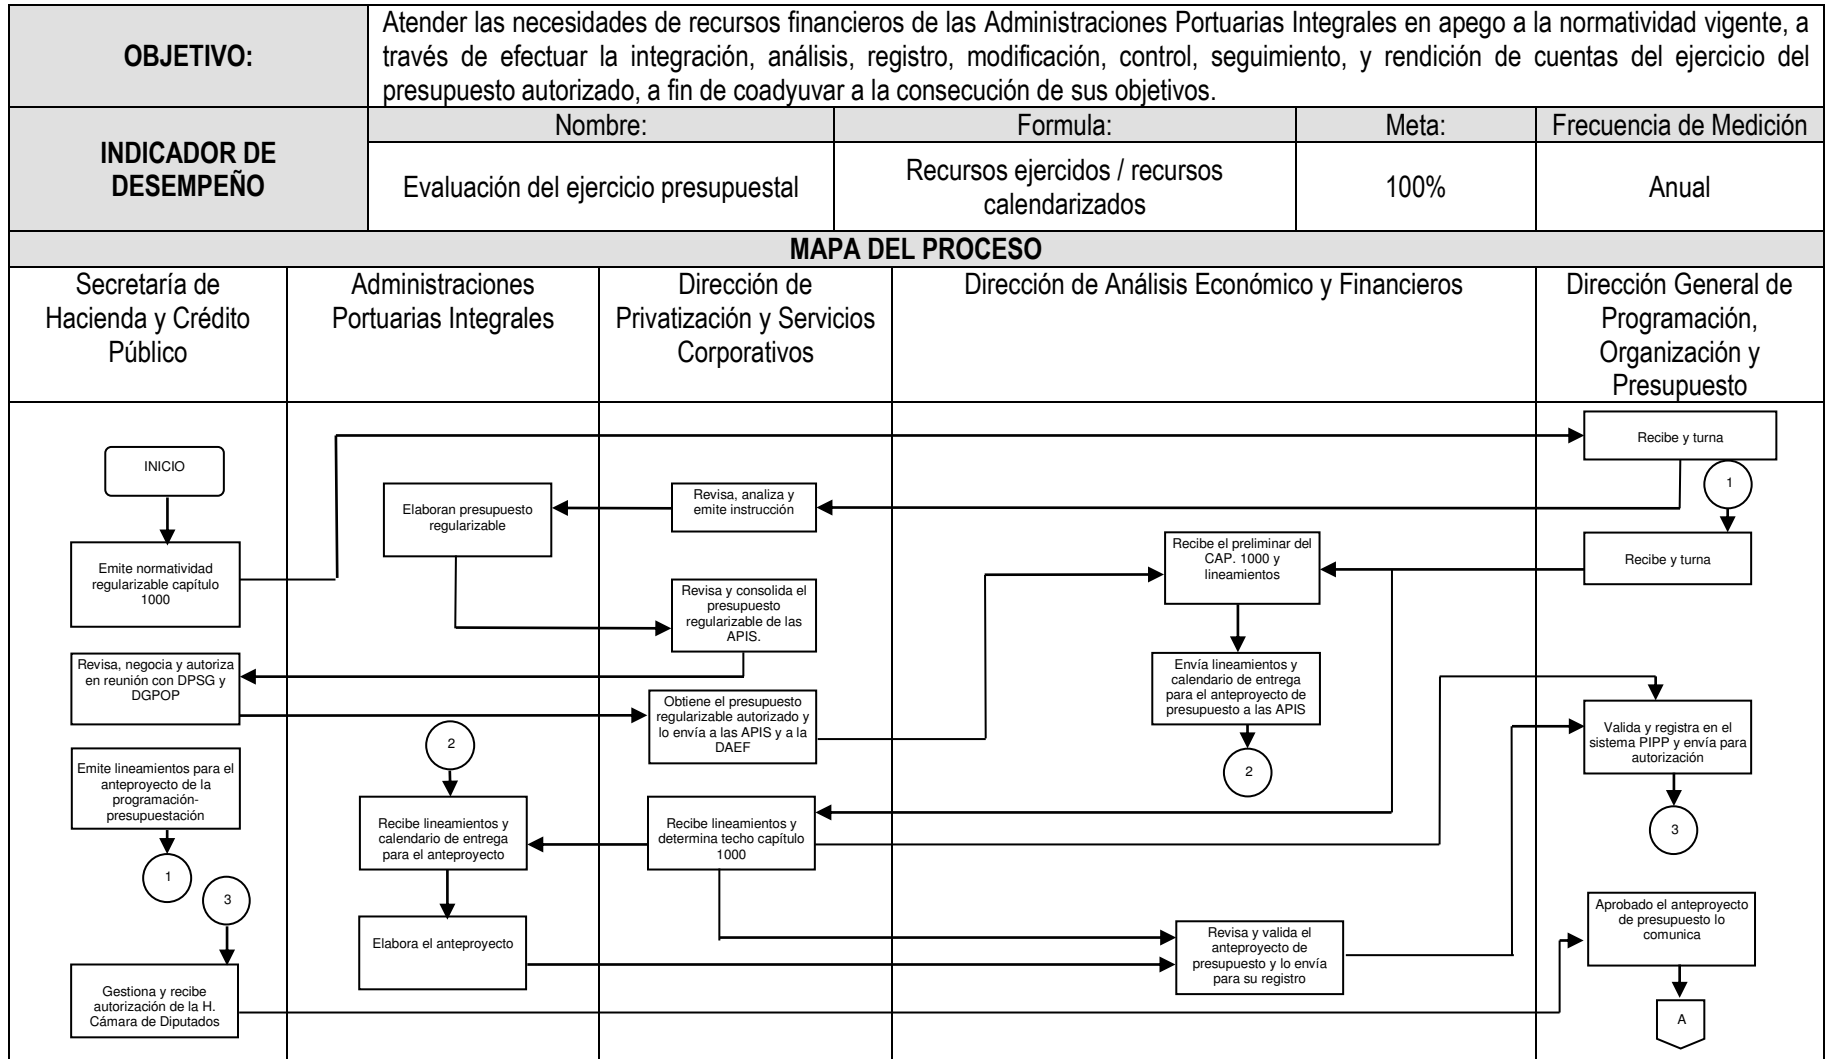 OBJETIVO:
Atender las necesidades de recursos financieros de las Administraciones Portuarias Integrales en apego a la normatividad vigente, a
través de efectuar la integración, análisis, registro, modificación, control, seguimiento, y rendición de cuentas del ejercicio del
presupuesto autorizado, a fin de coadyuvar a la consecución de sus objetivos.
INDICADOR DE
DESEMPEÑO
Nombre:
Formula:
Meta:
Frecuencia de Medición
Evaluación del ejercicio presupuestal
Recursos ejercidos / recursos
calendarizados
100%
Anual
MAPA DEL PROCESO
Secretaría de
Hacienda y Crédito
Público
Administraciones
Portuarias Integrales
Dirección de
Privatización y Servicios
Corporativos
Dirección de Análisis Económico y Financieros
Dirección General de
Programación,
Organización y
Presupuesto
INICIO
Emite normatividad
regularizable capítulo
1000
Recibe y turna
1
Revisa, analiza y
emite instrucción
Elaboran presupuesto
regularizable
Recibe y turna
Recibe el preliminar del
CAP. 1000 y
lineamientos
Revisa y consolida el
presupuesto
regularizable de las
APIS.
Revisa, negocia y autoriza
en reunión con DPSG y
DGPOP
Obtiene el presupuesto
regularizable autorizado y
lo envía a las APIS y a la
DAEF
Envía lineamientos y
calendario de entrega
para el anteproyecto de
presupuesto a las APIS
2
Valida y registra en el
sistema PIPP y envía para
autorización
3
Emite lineamientos para el
anteproyecto de la
programación-
presupuestación
1
2
Recibe lineamientos y
calendario de entrega
para el anteproyecto
Recibe lineamientos y
determina techo capítulo
1000
Elabora el anteproyecto
Revisa y valida el
anteproyecto de
presupuesto y lo envía
para su registro
3
Gestiona y recibe
autorización de la H.
Cámara de Diputados
Aprobado el anteproyecto
de presupuesto lo
comunica
A